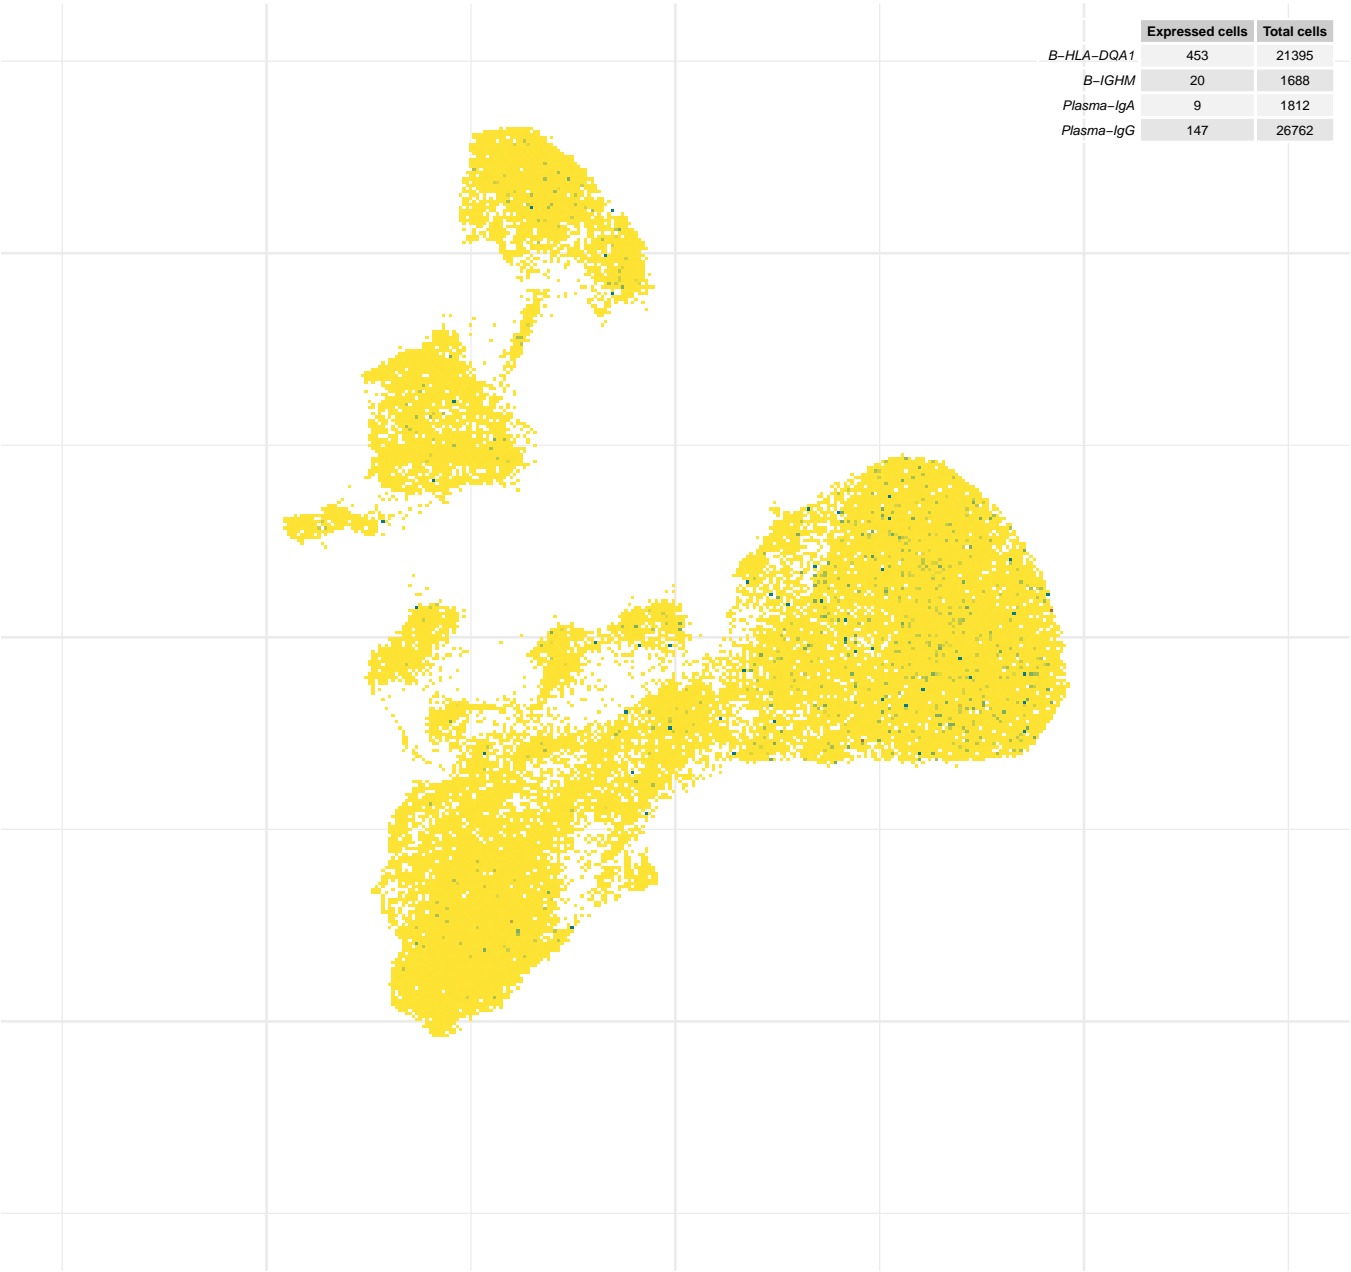 Expressed cells Total cells
B−HLA−DQA1 453 21395
B−IGHM 20 1688
Plasma−IgA 9 1812
Plasma−IgG 147 26762